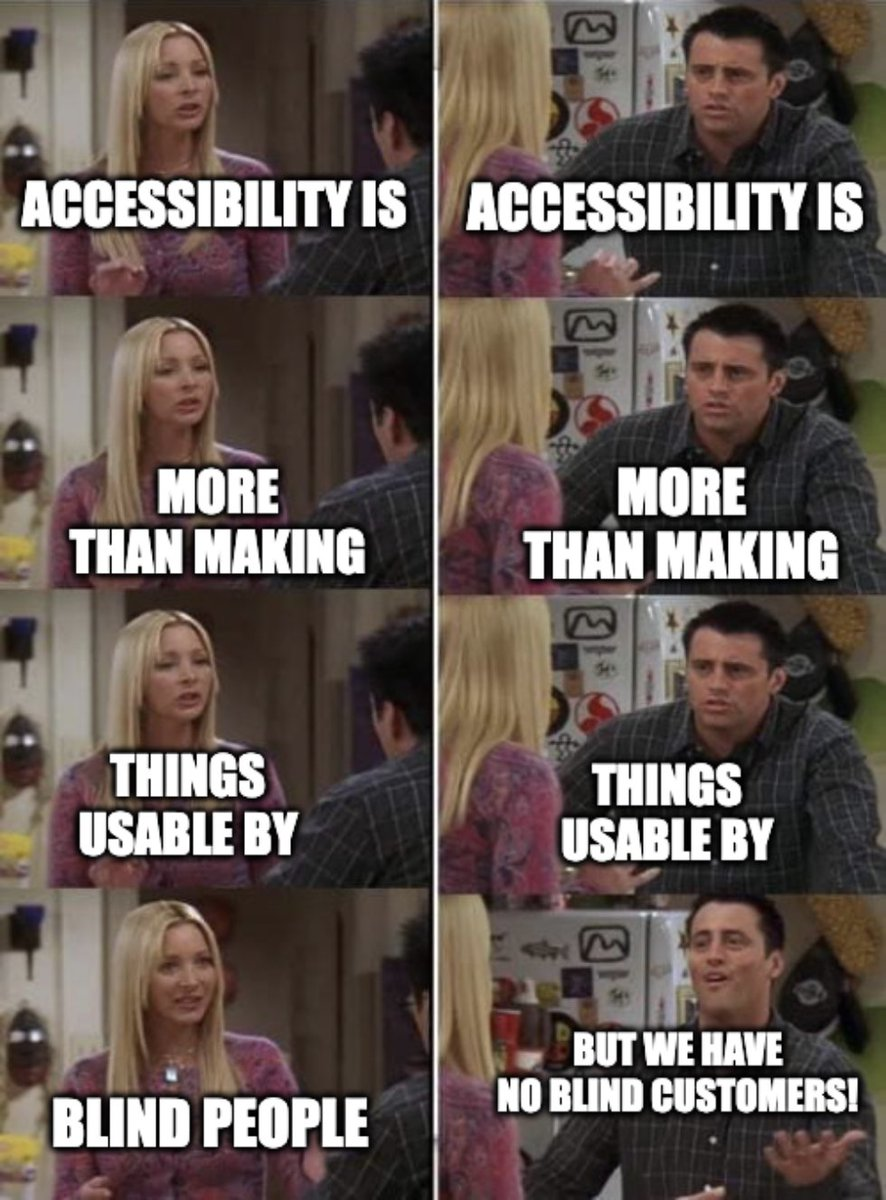 ACCESSIBILITY IS
ACCESSIBILITY IS
MORE
THAN MAKING
MORE
THAN MAKING
THINGS
USABLE BY
THINGS
USABLE BY
BLIND PEOPLE
BUT WE HAVE
NO BLIND CUSTOMERS!